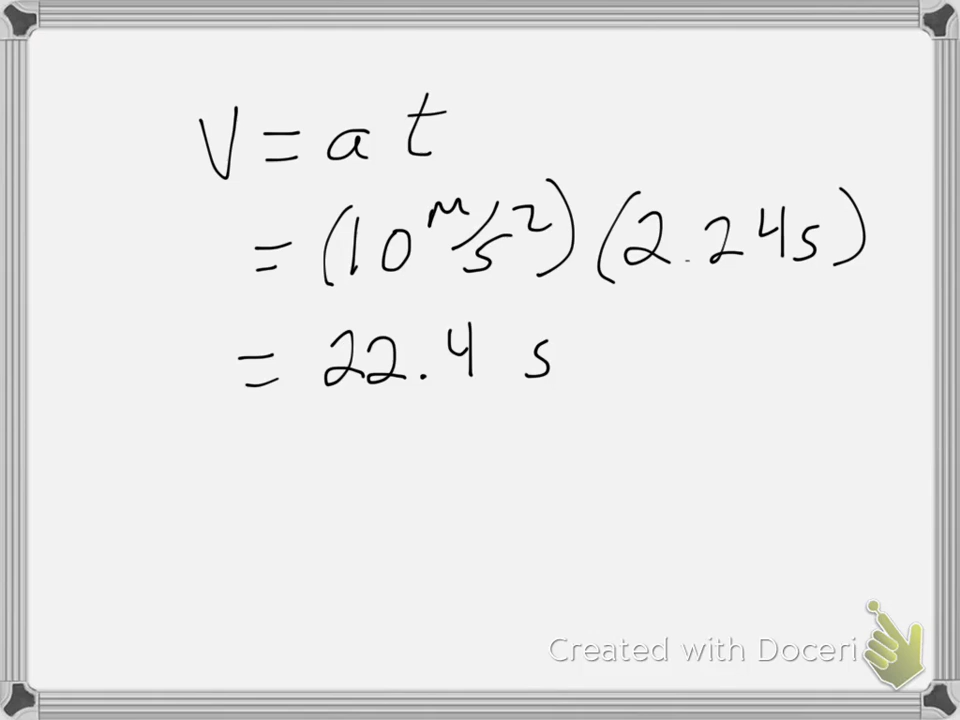 V = a t
= (10 m/s²) (2.24s)
= 22.4 s
Created with Doceri